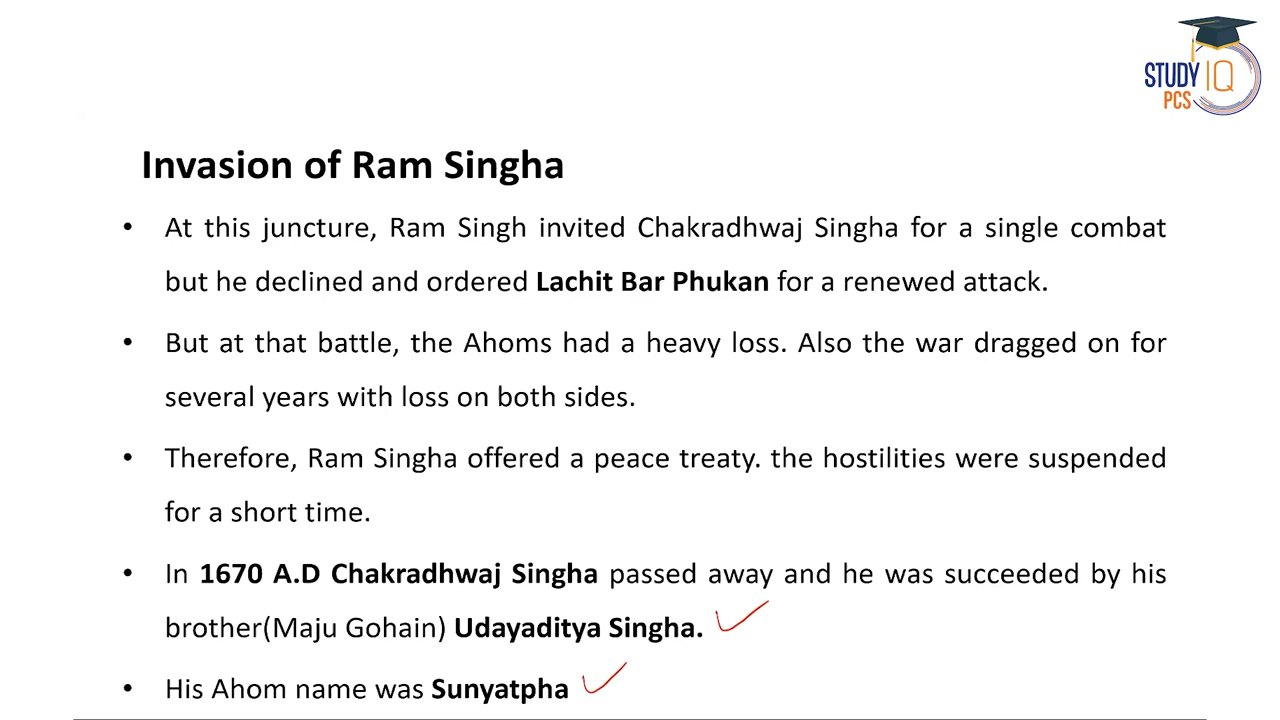 STUDY IQ
PCS
Invasion of Ram Singha
• At this juncture, Ram Singh invited Chakradhwaj Singha for a single combat
but he declined and ordered Lachit Bar Phukan for a renewed attack.
• But at that battle, the Ahoms had a heavy loss. Also the war dragged on for
several years with loss on both sides.
• Therefore, Ram Singha offered a peace treaty. the hostilities were suspended
for a short time.
• In 1670 A.D Chakradhwaj Singha passed away and he was succeeded by his
brother(Maju Gohain) Udayaditya Singha.
• His Ahom name was Sunyatpha